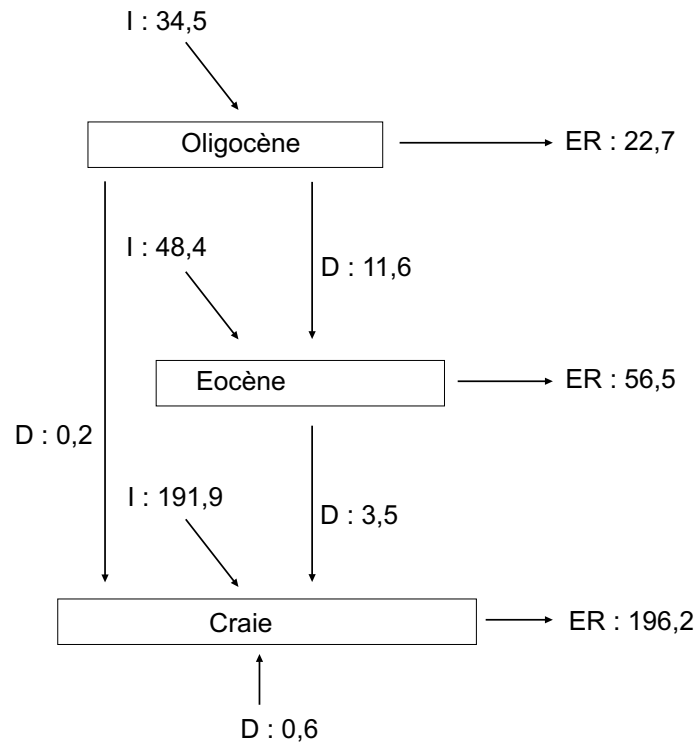 I : 34,5
Oligocène
ER : 22,7
I : 48,4
D : 11,6
Eocène
ER : 56,5
D : 0,2
I : 191,9
D : 3,5
Craie
ER : 196,2
D : 0,6